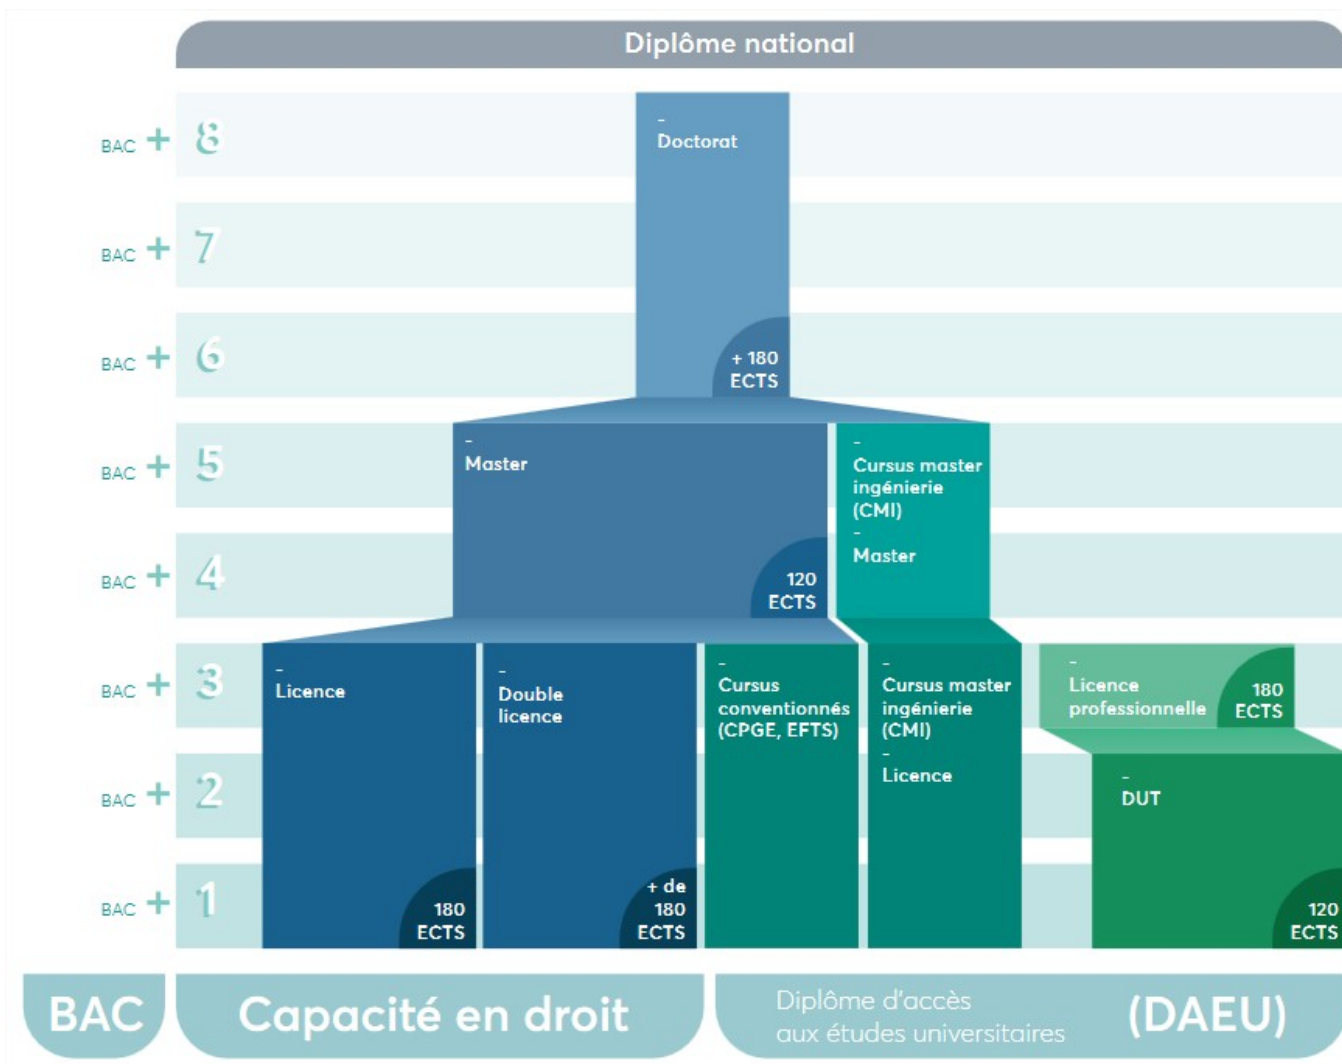 Diplôme national
BAC + 8
-
Doctorat
BAC + 7
BAC + 6
+ 180
ECTS
BAC + 5
-
Master
-
Cursus master
ingénierie
(CMI)
-
Master
BAC + 4
120
ECTS
BAC + 3
-
Licence
-
Double
licence
-
Cursus
conventionnés
(CPGE, EFTS)
-
Cursus master
ingénierie
(CMI)
-
Licence
-
Licence
professionnelle
180
ECTS
BAC + 2
-
DUT
BAC + 1
180
ECTS
+ de
180
ECTS
120
ECTS
BAC
Capacité en droit
Diplôme d'accès
aux études universitaires
(DAEU)